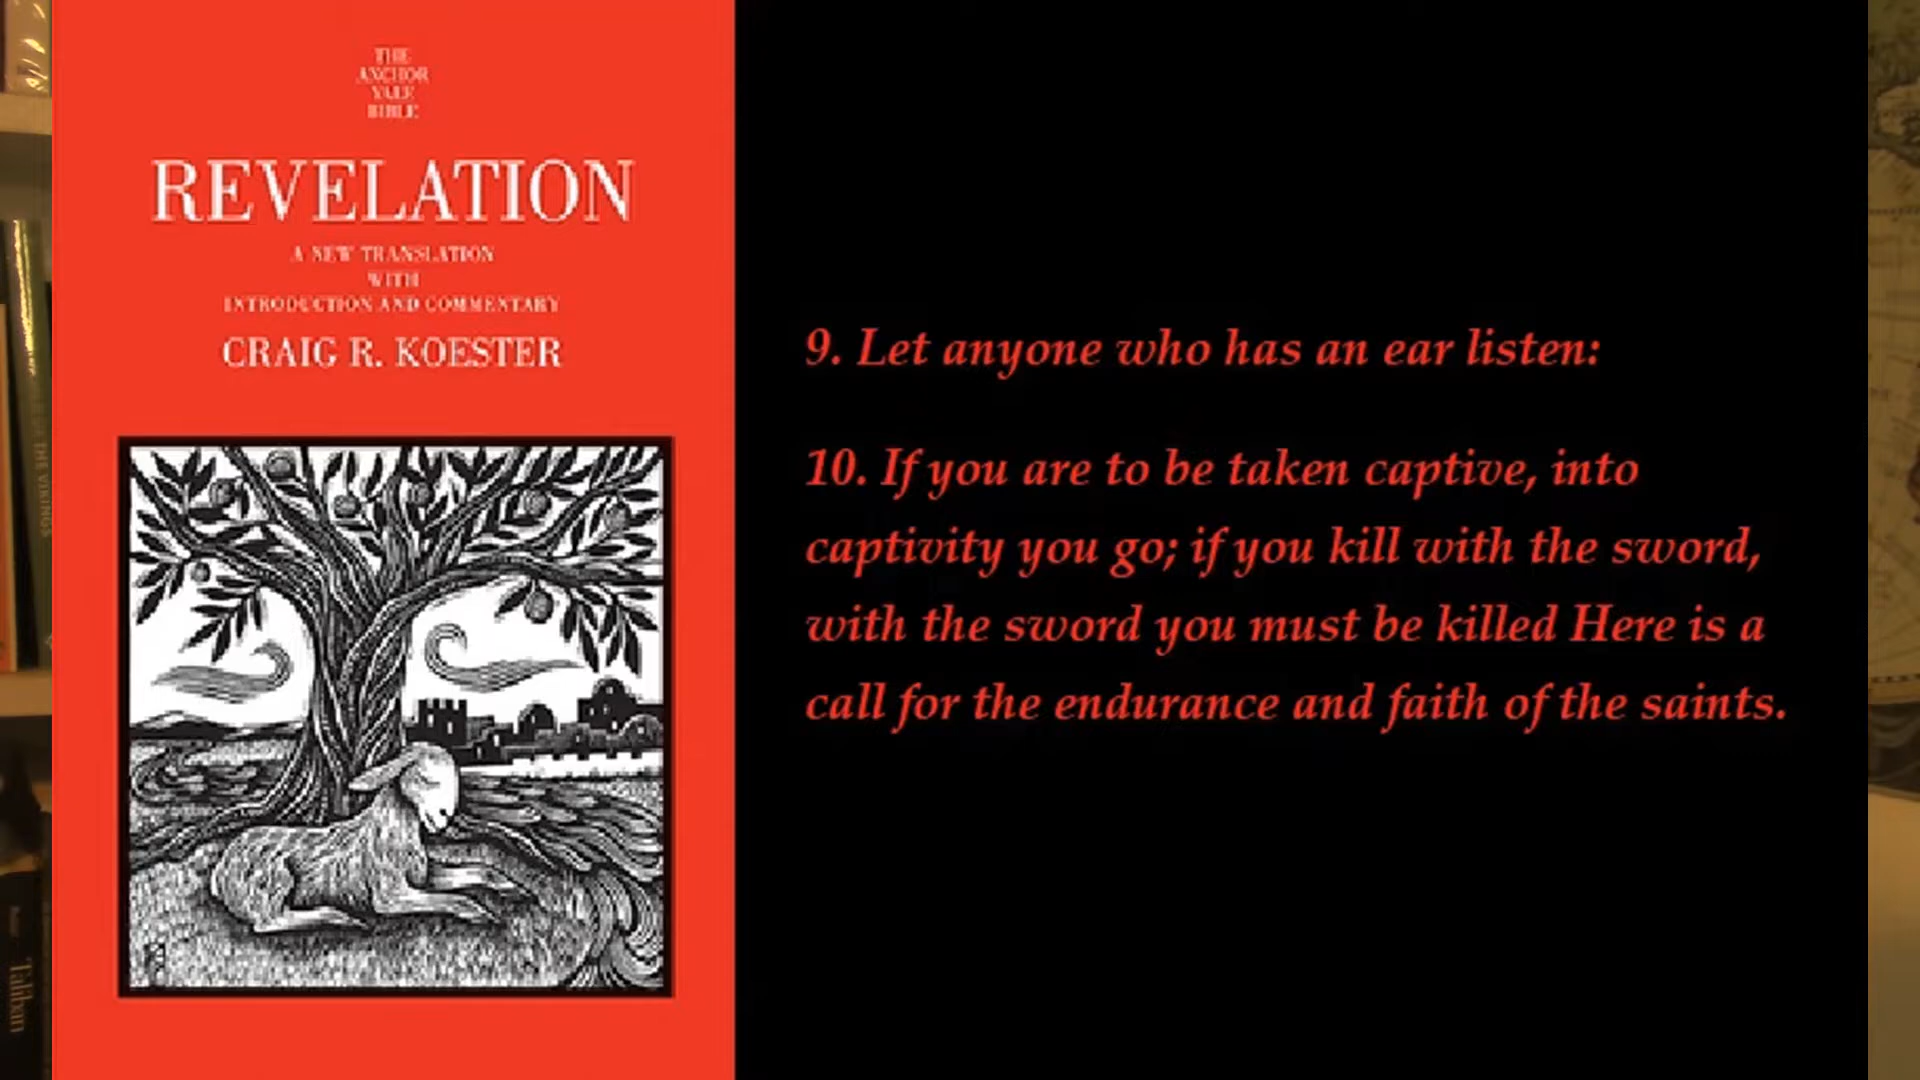 THE
ANCHOR
YALE
BIBLE
REVELATION
A NEW TRANSLATION
WITH
INTRODUCTION AND COMMENTARY
CRAIG R. KOESTER
9. Let anyone who has an ear listen:
10. If you are to be taken captive, into
captivity you go; if you kill with the sword,
with the sword you must be killed Here is a
call for the endurance and faith of the saints.
THE VIKINGS
Taliban